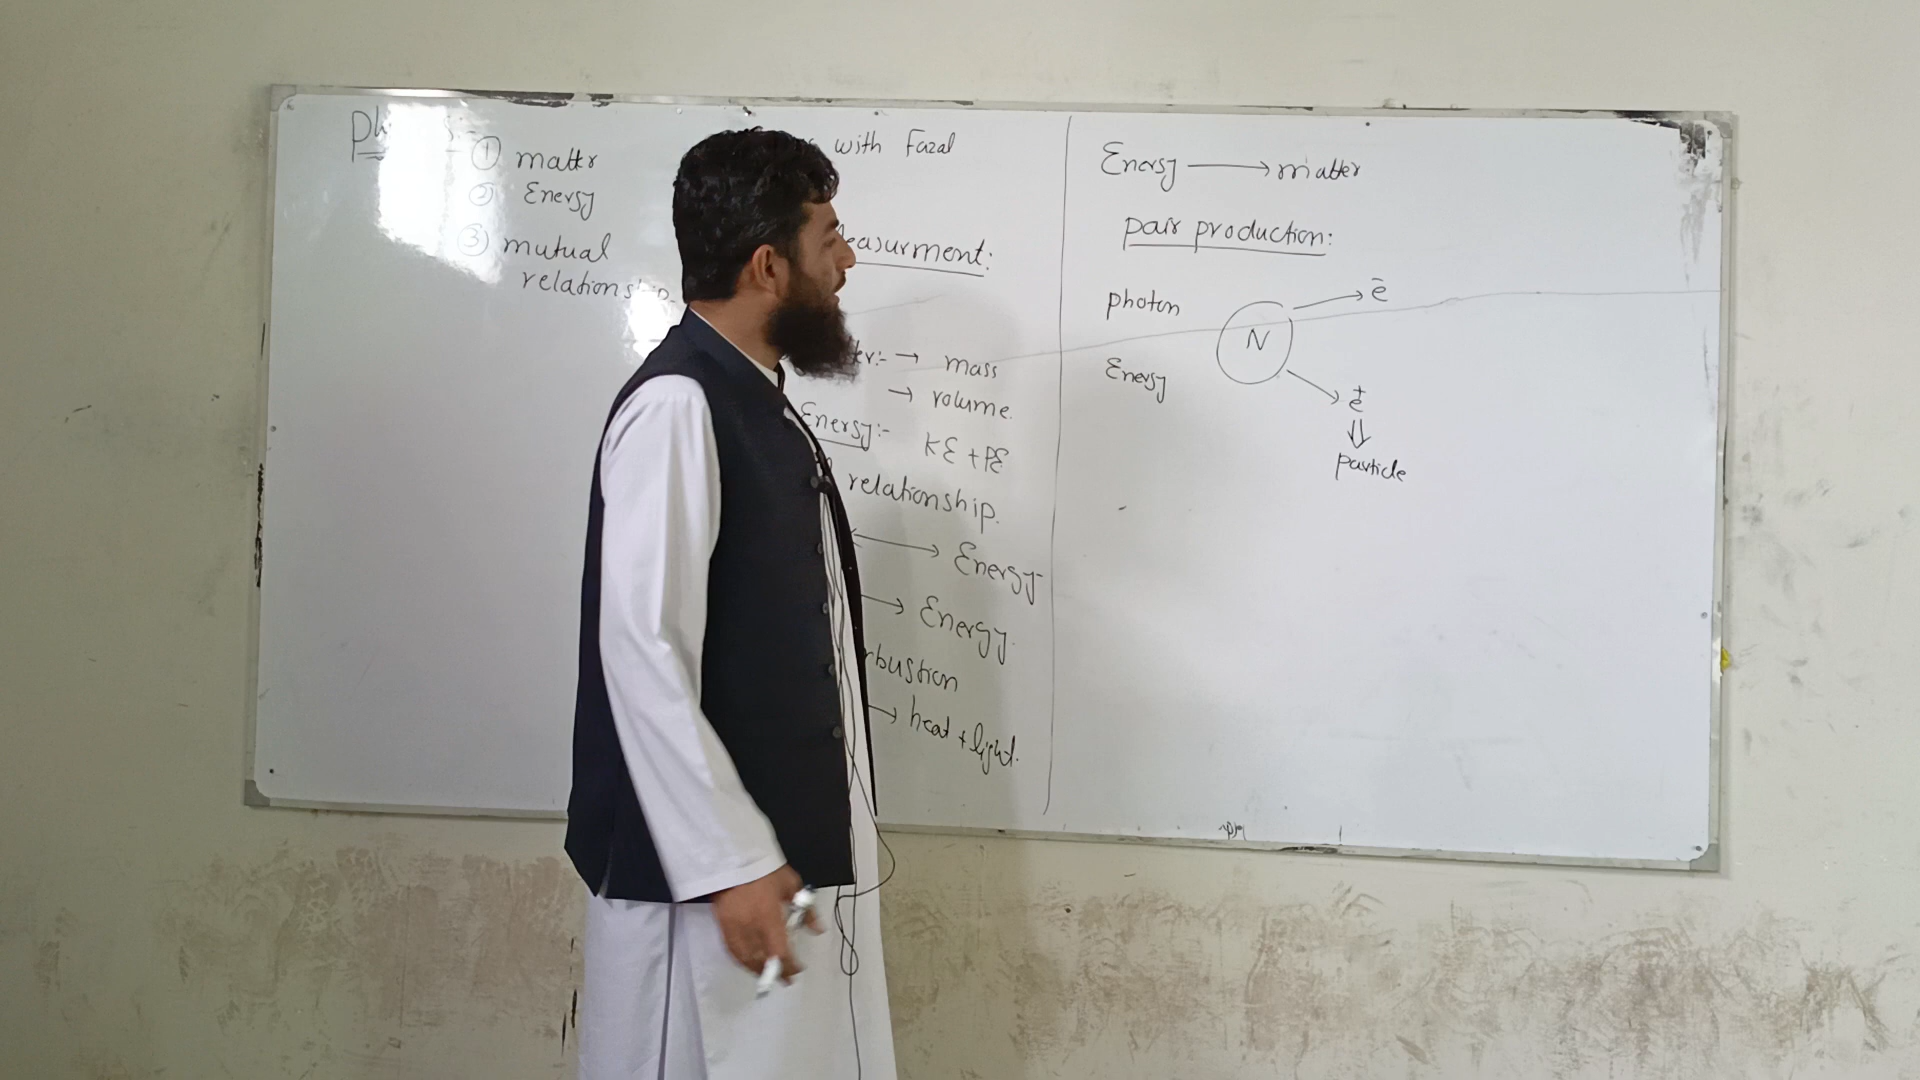 ① matter
② Energy
③ mutual
relationship.
with Fazal
easurment:
→ mass
→ volume.
Energy:- KE + PE
relationship.
↔ Energy-
→ Energy.
bustion
→ heat + light.
Energy → matter
pair production:
photon
Energy
N
→ e⁻
→ e⁺
⇓
particle